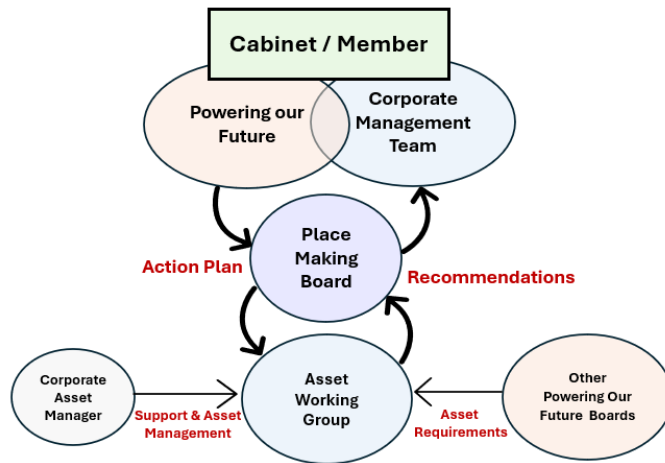 Cabinet / Member
Powering our
Future
Corporate
Management
Team
Place
Making
Board
Action Plan
Recommendations
Corporate
Asset
Manager
Support & Asset
Management
Asset
Working
Group
Asset
Requirements
Other
Powering Our
Future Boards